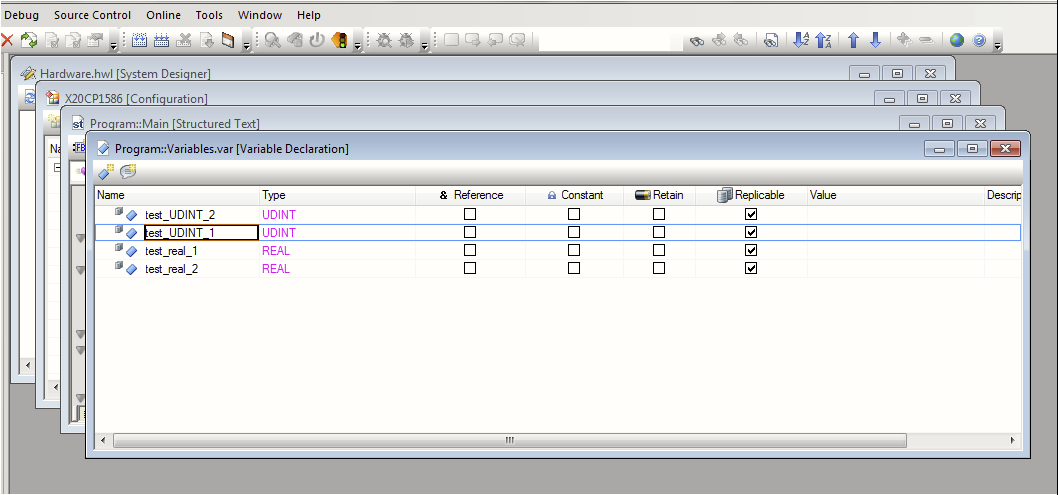 Debug Source Control Online Tools Window Help
Hardware.hwl [System Designer]
X20CP1586 [Configuration]
Program::Main [Structured Text]
Program::Variables.var [Variable Declaration]
Name Type & Reference Constant Retain Replicable Value Descrip
test_UDINT_2 UDINT
test_UDINT_1 UDINT
test_real_1 REAL
test_real_2 REAL